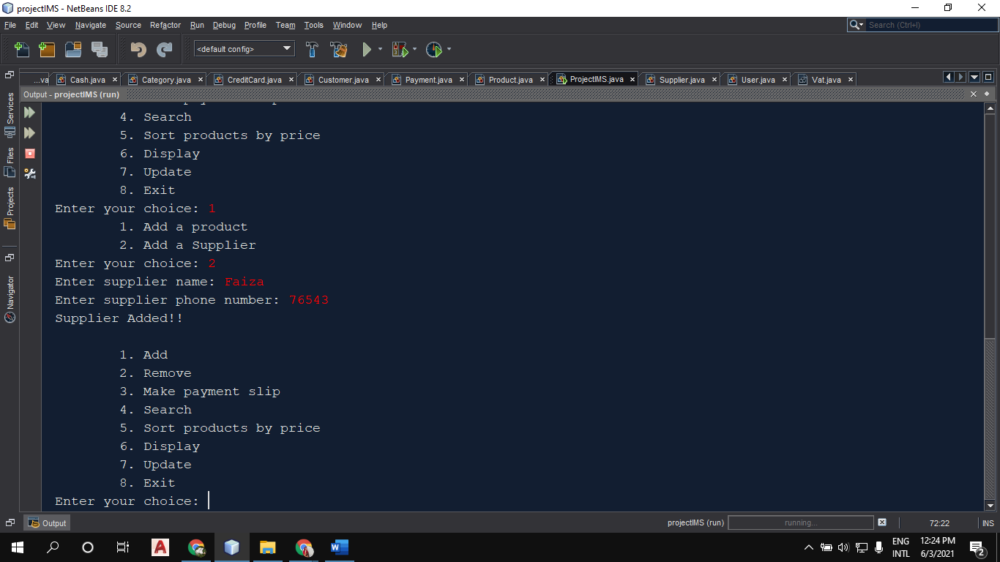 projectIMS - NetBeans IDE 8.2
File Edit View Navigate Source Refactor Run Debug Profile Team Tools Window Help
Search (Ctrl+I)
<default config>
...va Cash.java Category.java CreditCard.java Customer.java Payment.java Product.java ProjectIMS.java Supplier.java User.java Vat.java
Output - projectIMS (run)
Services
Files
Projects
Navigator
4. Search
5. Sort products by price
6. Display
7. Update
8. Exit
Enter your choice: 1
1. Add a product
2. Add a Supplier
Enter your choice: 2
Enter supplier name: Faiza
Enter supplier phone number: 76543
Supplier Added!!
1. Add
2. Remove
3. Make payment slip
4. Search
5. Sort products by price
6. Display
7. Update
8. Exit
Enter your choice:
Output
projectIMS (run)
running...
72:22
INS
ENG
INTL
12:24 PM
6/3/2021
2